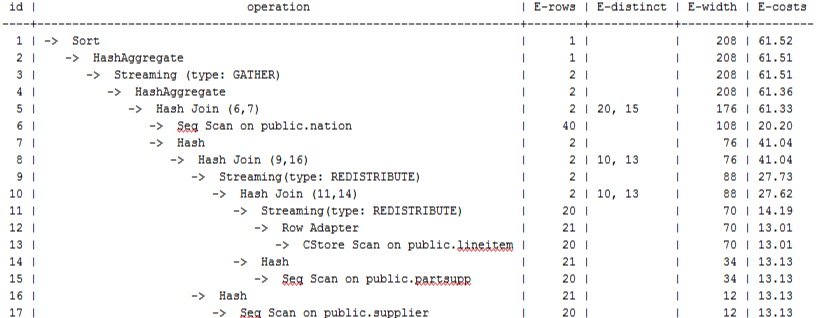 id | operation | E-rows | E-distinct | E-width | E-costs
----+--------------------------------------------------------------+--------+------------+---------+---------
1 | -> Sort | 1 | | 208 | 61.52
2 | -> HashAggregate | 1 | | 208 | 61.51
3 | -> Streaming (type: GATHER) | 2 | | 208 | 61.51
4 | -> HashAggregate | 2 | | 208 | 61.36
5 | -> Hash Join (6,7) | 2 | 20, 15 | 176 | 61.33
6 | -> Seq Scan on public.nation | 40 | | 108 | 20.20
7 | -> Hash | 2 | | 76 | 41.04
8 | -> Hash Join (9,16) | 2 | 10, 13 | 76 | 41.04
9 | -> Streaming(type: REDISTRIBUTE) | 2 | | 88 | 27.73
10 | -> Hash Join (11,14) | 2 | 10, 13 | 88 | 27.62
11 | -> Streaming(type: REDISTRIBUTE) | 20 | | 70 | 14.19
12 | -> Row Adapter | 21 | | 70 | 13.01
13 | -> CStore Scan on public.lineitem | 20 | | 70 | 13.01
14 | -> Hash | 21 | | 34 | 13.13
15 | -> Seq Scan on public.partsupp | 20 | | 34 | 13.13
16 | -> Hash | 21 | | 12 | 13.13
17 | -> Seq Scan on public.supplier | 20 | | 12 | 13.13